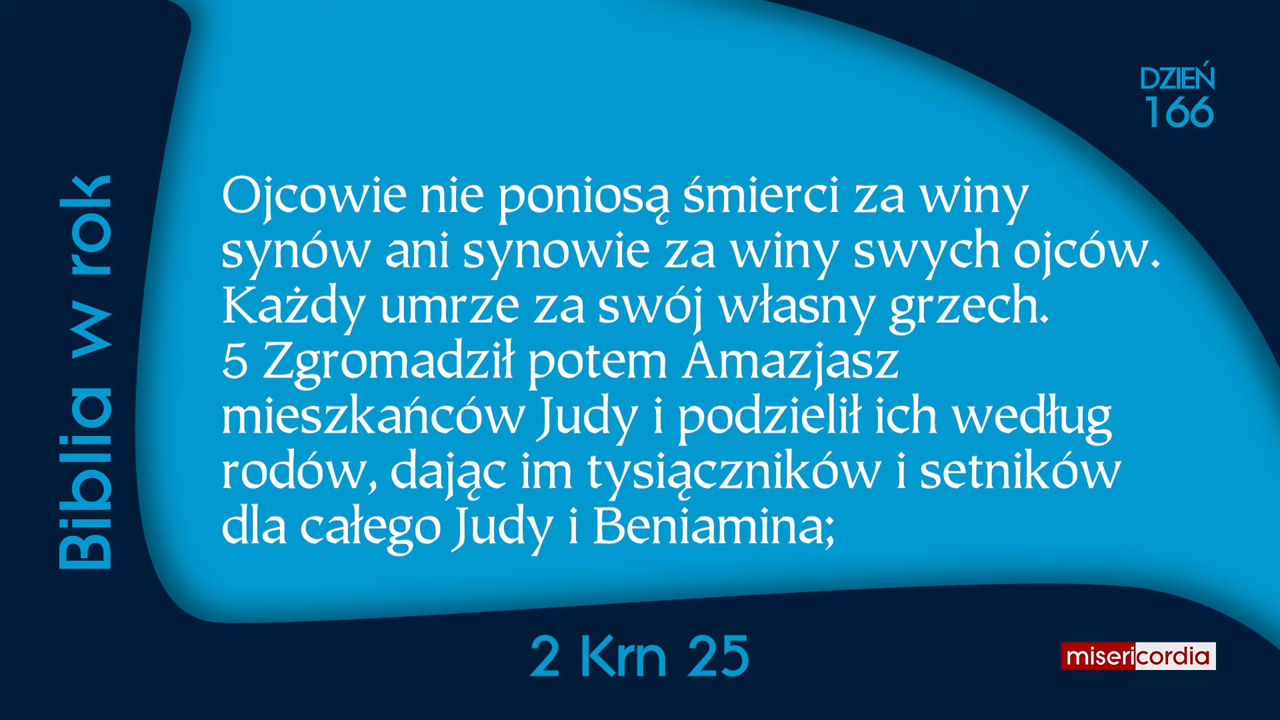 DZIEŃ
166
Biblia w rok
Ojcowie nie poniosą śmierci za winy
synów ani synowie za winy swych ojców.
Każdy umrze za swój własny grzech.
5 Zgromadził potem Amazjasz
mieszkańców Judy i podzielił ich według
rodów, dając im tysiączników i setników
dla całego Judy i Beniamina;
2 Krn 25
misericordia